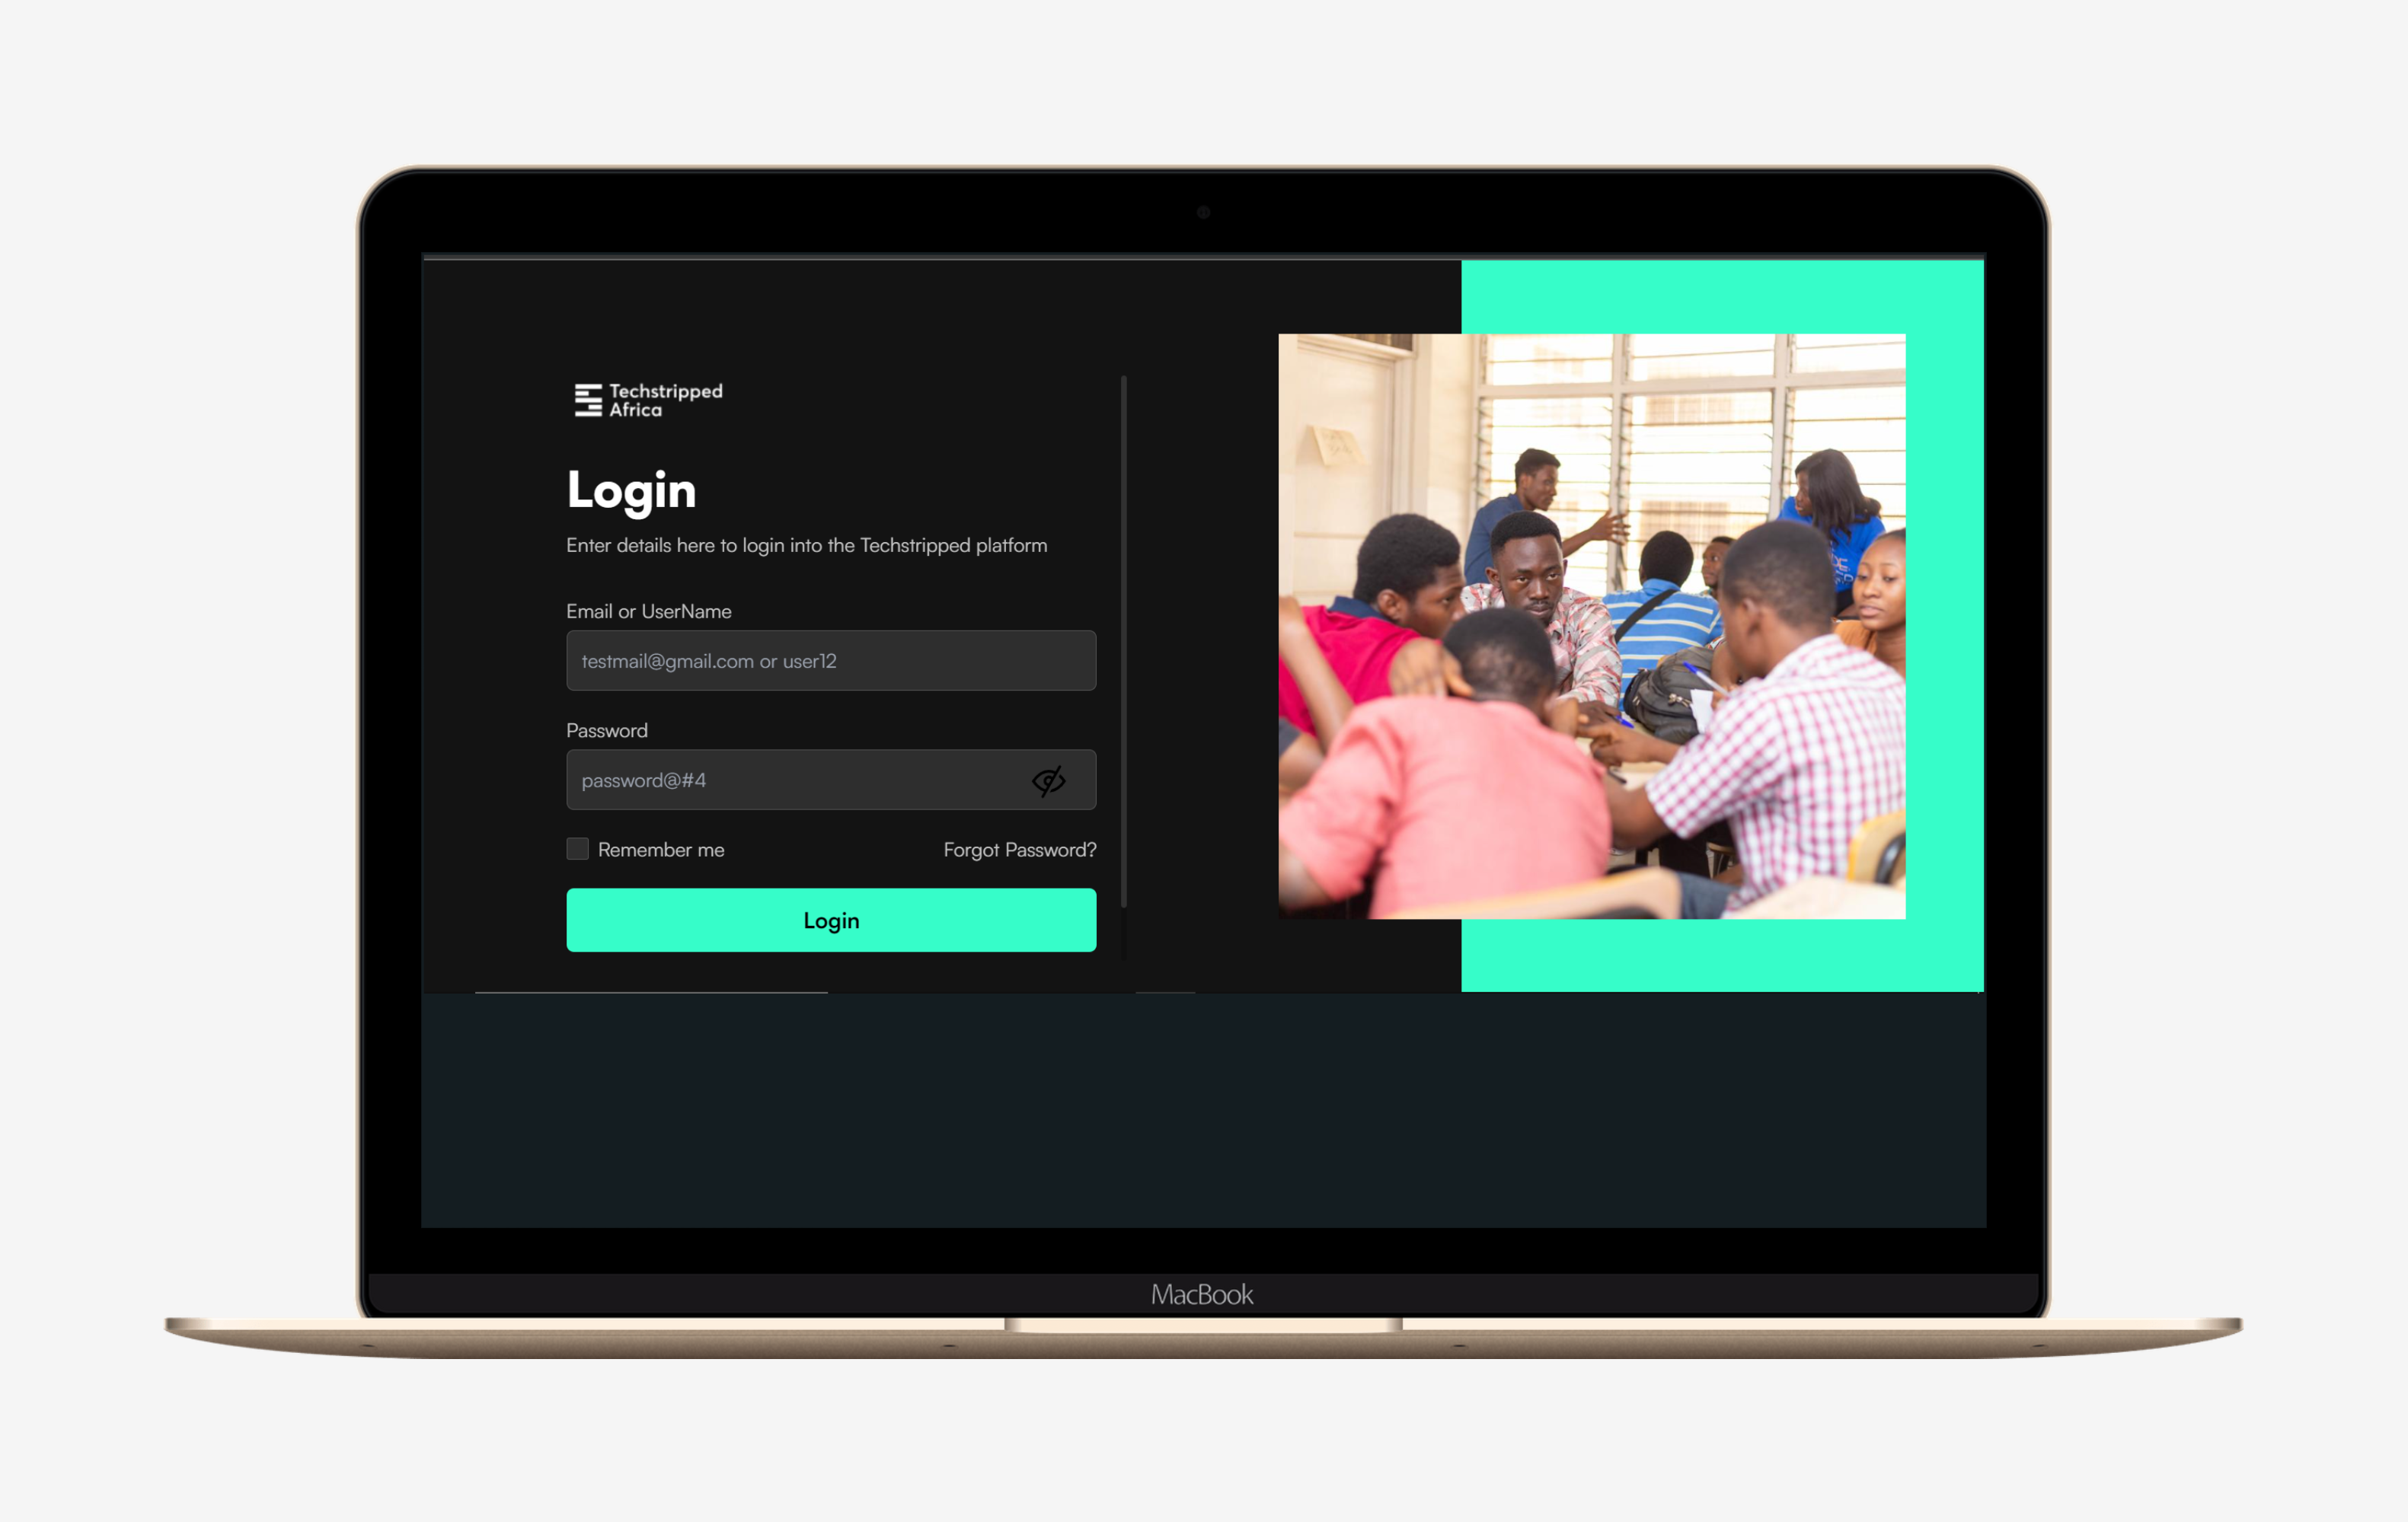 Techstripped
Africa
Login
Enter details here to login into the Techstripped platform
Email or UserName
testmail@gmail.com or user12
Password
password@#4
Remember me
Forgot Password?
Login
MacBook